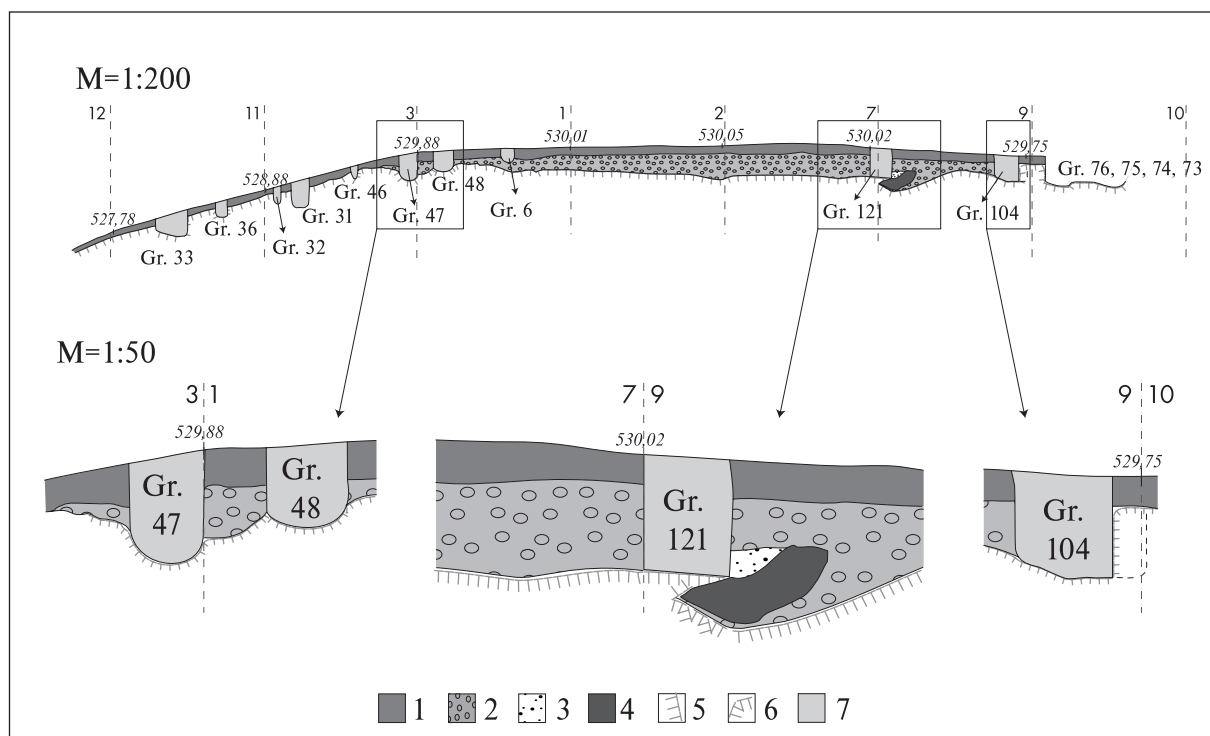 M=1:200
12 11 3 1 2 7 9 10
527,78 528,88 529,88 530,01 530,05 530,02 529,75
Gr. 33
Gr. 36
Gr. 32
Gr. 31
Gr. 46
Gr. 47
Gr. 48
Gr. 6
Gr. 121
Gr. 104
Gr. 76, 75, 74, 73
M=1:50
3 1
529,88
Gr.
47
Gr.
48
7 9
530,02
Gr.
121
9 10
529,75
Gr.
104
1 2 3 4 5 6 7